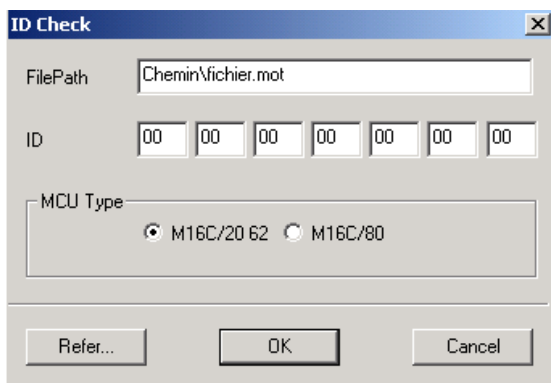 ID Check
FilePath Chemin\fichier.mot
ID 00 00 00 00 00 00 00
MCU Type
M16C/20 62 M16C/80
Refer... OK Cancel